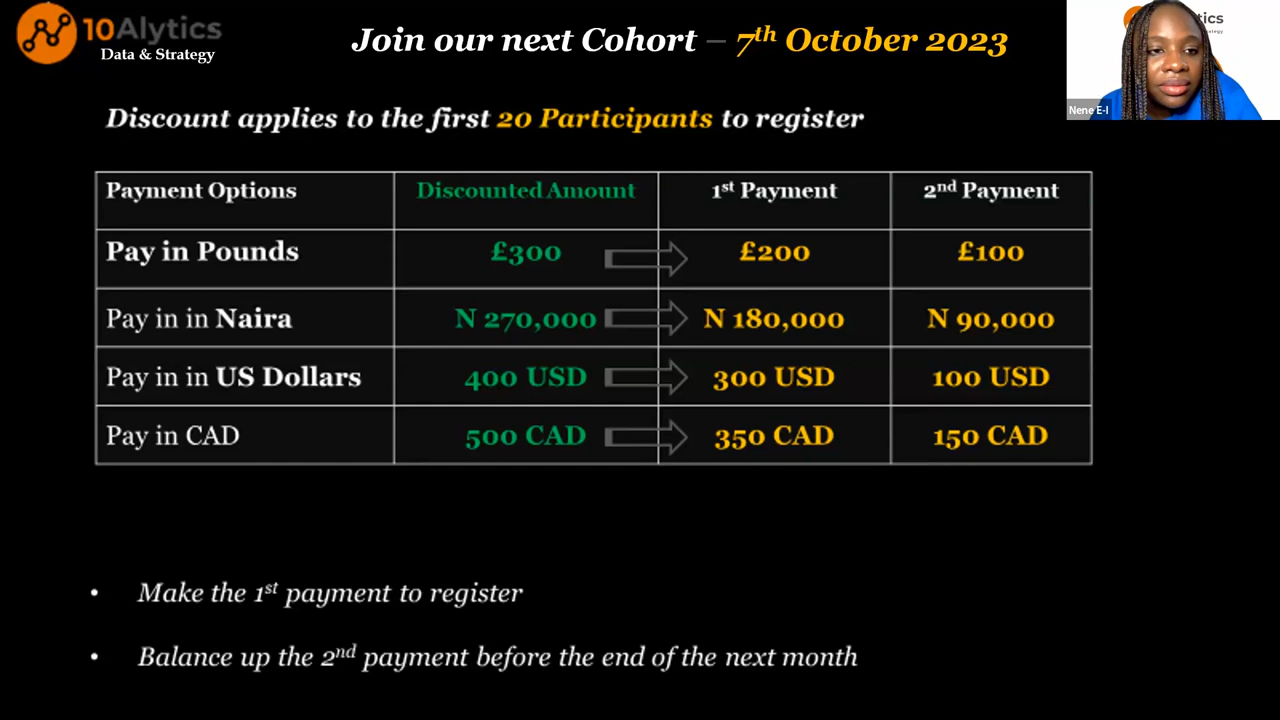 10Alytics
Data & Strategy
Join our next Cohort – 7th October 2023
tics
Nene E-I
Discount applies to the first 20 Participants to register
Payment Options Discounted Amount 1st Payment 2nd Payment
Pay in Pounds £300 £200 £100
Pay in in Naira N 270,000 N 180,000 N 90,000
Pay in in US Dollars 400 USD 300 USD 100 USD
Pay in CAD 500 CAD 350 CAD 150 CAD
• Make the 1st payment to register
• Balance up the 2nd payment before the end of the next month